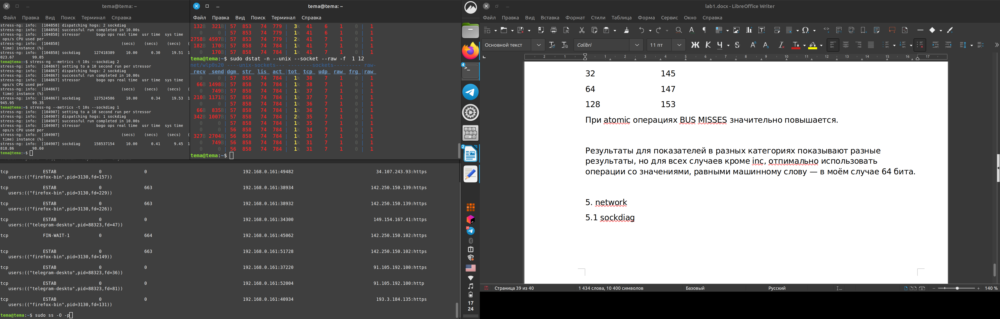 tema@tema: ~
Файл Правка Вид Поиск Терминал Справка
stress-ng: info: [104858] dispatching hogs: 2 sockdiag
stress-ng: info: [104858] successful run completed in 10.00s
stress-ng: info: [104858] stressor bogo ops real time usr time sys time
ops/s CPU used per
stress-ng: info: [104858] (secs) (secs) (secs) (
time) instance (%)
stress-ng: info: [104858] sockdiag 127418389 10.00 0.30 19.51 1
023.67 99.05
tema@tema:~$ stress-ng --metrics -t 10s --sockdiag 2
stress-ng: info: [104867] setting to a 10 second run per stressor
stress-ng: info: [104867] dispatching hogs: 2 sockdiag
stress-ng: info: [104867] successful run completed in 10.00s
stress-ng: info: [104867] stressor bogo ops real time usr time sys time
ops/s CPU used per
stress-ng: info: [104867] (secs) (secs) (secs) (
time) instance (%)
stress-ng: info: [104867] sockdiag 127524586 10.00 0.34 19.53 1
945.95 99.35
tema@tema:~$ stress-ng --metrics -t 10s --sockdiag 1
stress-ng: info: [104907] setting to a 10 second run per stressor
stress-ng: info: [104907] dispatching hogs: 1 sockdiag
stress-ng: info: [104907] successful run completed in 10.00s
stress-ng: info: [104907] stressor bogo ops real time usr time sys time
ops/s CPU used per
stress-ng: info: [104907] (secs) (secs) (secs) (
time) instance (%)
stress-ng: info: [104907] sockdiag 158537154 10.00 0.41 9.45 1
818.86 98.60
tema@tema:~$
tema@tema: ~
Файл Правка Вид Поиск Терминал Справка
132B 321B| 57 853 74 779 | 3k 41 6 1 0 | 1
0 0 | 57 853 74 779 | 1k 41 6 1 0 | 1
2758B 4597B| 57 853 74 779 | 2k 41 7 1 0 | 1
182B 170B| 57 858 74 784 | 1k 41 7 1 0 | 1
0 170B| 57 858 74 784 | 1k 41 7 1 0 | 1
tema@tema:~$ sudo dstat -n --unix --socket --raw -f 1 12
net/wlp0s20 ----unix-sockets--- --------sockets--------- raw-
recv send|dgm str lis act |tot tcp udp raw frg |raw
0 0 | 57 858 74 784 | 1k 38 7 1 0 | 1
66B 1498B| 57 858 74 784 | 1k 38 7 1 0 | 1
0 749B| 57 858 74 784 | 1k 37 7 1 0 | 1
210B 1171B| 57 858 74 784 | 1k 37 7 1 0 | 1
0 0 | 57 858 74 784 | 1k 36 7 1 0 | 1
66B 835B| 57 858 74 784 | 1k 36 7 1 0 | 1
342B 1007B| 57 858 74 784 | 2k 35 7 1 0 | 1
0 0 | 57 858 74 784 | 1k 35 7 1 0 | 1
0 0 | 56 858 74 784 | 1k 34 7 1 0 | 1
327B 2704B| 56 858 74 784 | 1k 33 7 1 0 | 1
0 749B| 56 858 74 784 | 1k 31 7 1 0 | 1
0 0 | 56 858 74 784 | 1k 31 7 1 0 | 1
tema@tema:~$
tcp ESTAB 0 0 192.168.0.161:49482 34.107.243.93:https
users:(("firefox-bin",pid=3130,fd=157))
tcp ESTAB 0 663 192.168.0.161:38934 142.250.150.139:https
users:(("firefox-bin",pid=3130,fd=229))
tcp ESTAB 0 663 192.168.0.161:38932 142.250.150.139:https
users:(("firefox-bin",pid=3130,fd=226))
tcp ESTAB 0 0 192.168.0.161:34300 149.154.167.41:https
users:(("telegram-deskto",pid=88323,fd=47))
tcp FIN-WAIT-1 0 664 192.168.0.161:45062 142.250.150.102:https
tcp ESTAB 0 663 192.168.0.161:51728 142.250.150.102:https
users:(("firefox-bin",pid=3130,fd=149))
tcp ESTAB 0 0 192.168.0.161:37220 91.105.192.100:https
users:(("telegram-deskto",pid=88323,fd=36))
tcp ESTAB 0 0 192.168.0.161:52004 91.105.192.100:http
users:(("telegram-deskto",pid=88323,fd=81))
tcp ESTAB 0 0 192.168.0.161:40934 193.3.184.135:https
users:(("firefox-bin",pid=3130,fd=131))
tema@tema:~$ sudo ss -O -p
4
2
17
24
lab1.docx - LibreOffice Writer
Файл Правка Вид Вставка Формат Стили Таблица Форма Сервис Окно Справка
Основной текст Calibri 11 пт Ж К Ч S
2 1 1 2 3 4 5 6 7 8 9 10 11 12 13 14 15 16 17
32 145
64 147
128 153
При atomic операциях BUS MISSES значительно повышается.
Результаты для показателей в разных категориях показывают разные
результаты, но для всех случаев кроме inc, отпимально использовать
операции со значениями, равными машинному слову — в моём случае 64 бита.
5. network
5.1 sockdiag
Страница 39 из 40 1 434 слова, 10 400 символов Базовый Русский 140 %